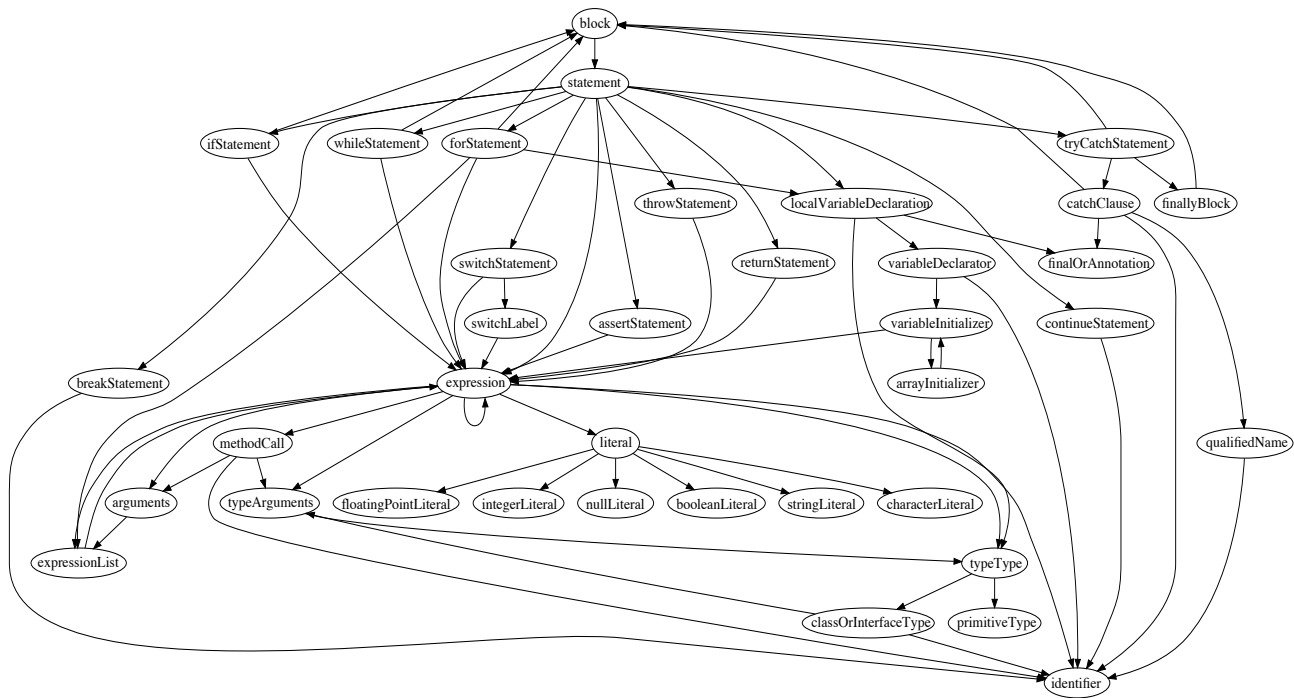 block
statement
ifStatement
whileStatement
forStatement
tryCatchStatement
throwStatement
localVariableDeclaration
catchClause
finallyBlock
switchStatement
returnStatement
variableDeclarator
finalOrAnnotation
switchLabel
assertStatement
variableInitializer
continueStatement
breakStatement
expression
arrayInitializer
methodCall
literal
qualifiedName
arguments
typeArguments
floatingPointLiteral
integerLiteral
nullLiteral
booleanLiteral
stringLiteral
characterLiteral
expressionList
typeType
classOrInterfaceType
primitiveType
identifier